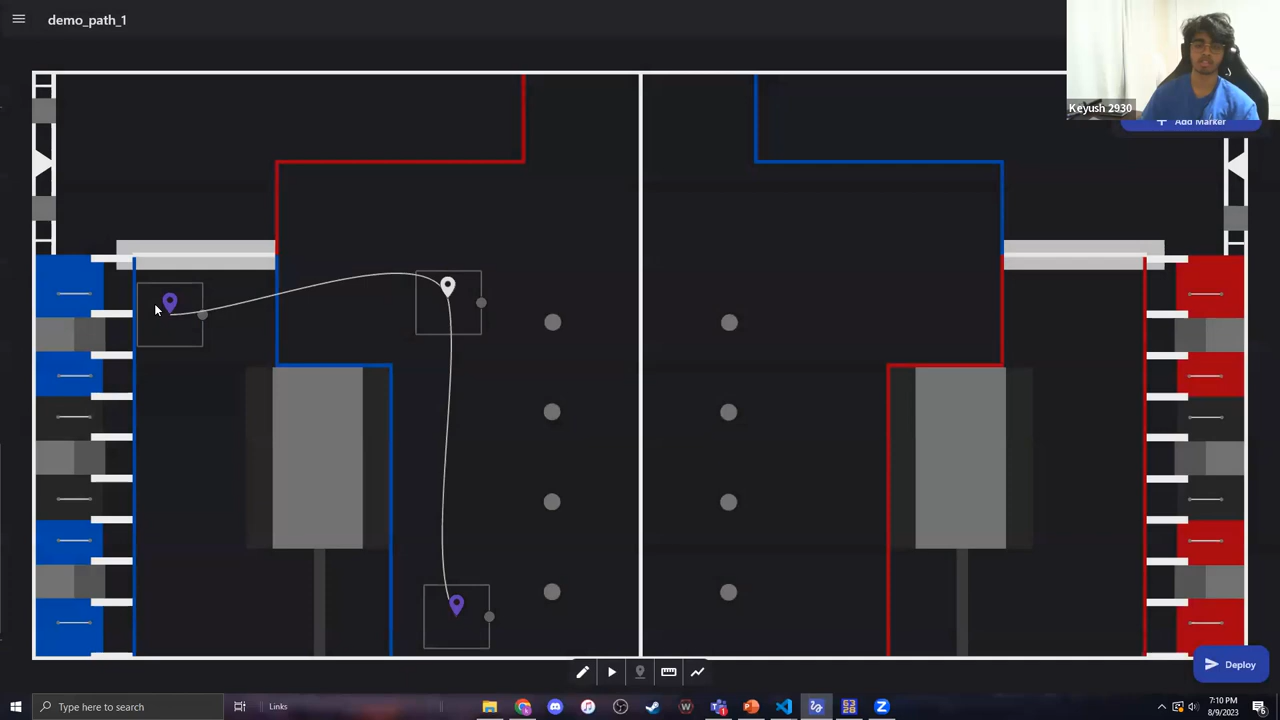 demo_path_1
Keyush 2930
Add Marker
Deploy
Type here to search
Links
7:10 PM
8/9/2023